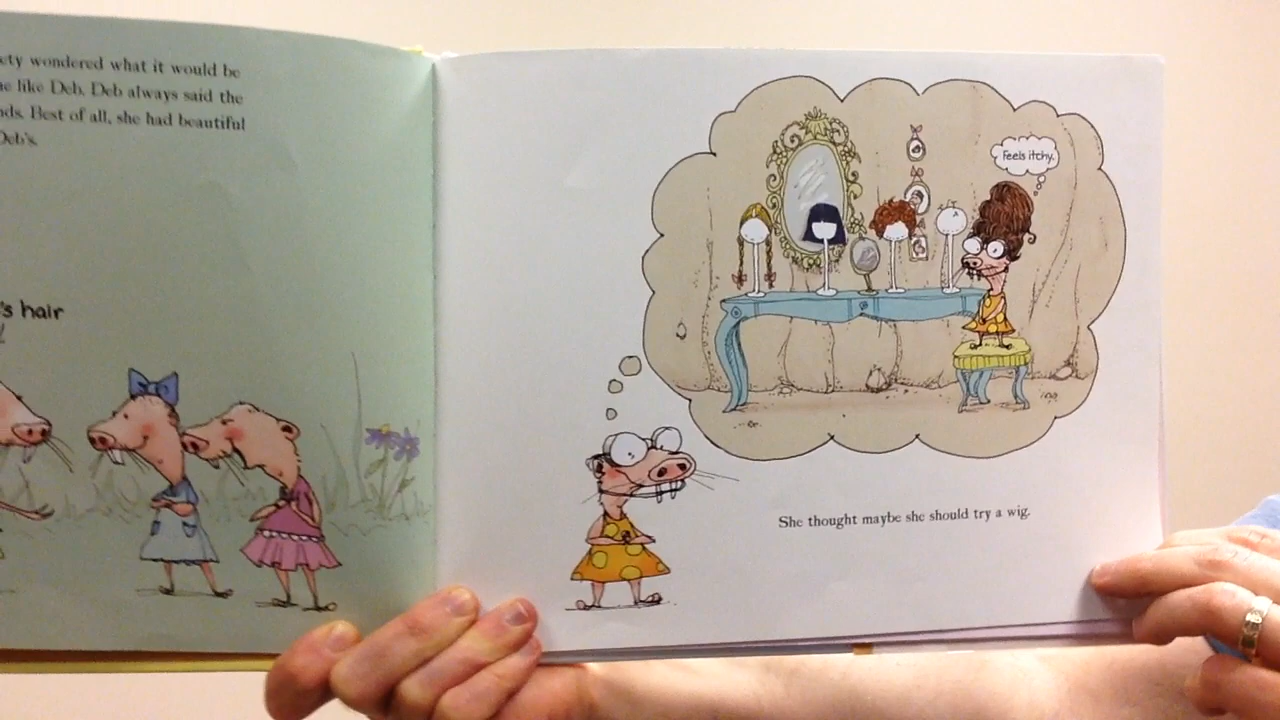 ety wondered what it would be
e like Deb. Deb always said the
nds. Best of all, she had beautiful
Deb's.
's hair
Feels itchy.
She thought maybe she should try a wig.